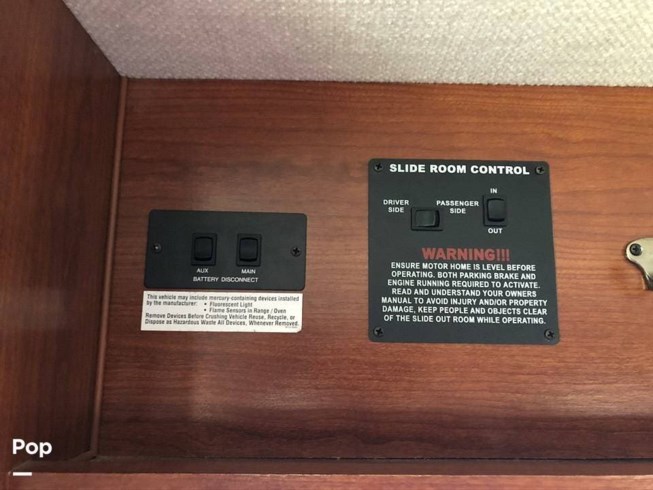 SLIDE ROOM CONTROL
IN
DRIVER
SIDE
PASSENGER
SIDE
OUT
WARNING!!!
ENSURE MOTOR HOME IS LEVEL BEFORE
OPERATING. BOTH PARKING BRAKE AND
ENGINE RUNNING REQUIRED TO ACTIVATE.
READ AND UNDERSTAND YOUR OWNERS
MANUAL TO AVOID INJURY AND/OR PROPERTY
DAMAGE, KEEP PEOPLE AND OBJECTS CLEAR
OF THE SLIDE OUT ROOM WHILE OPERATING.
AUX
MAIN
BATTERY DISCONNECT
This vehicle may include mercury-containing devices installed
by the manufacturer: • Fluorescent Light
• Flame Sensors in Range / Oven
Remove Devices Before Crushing Vehicle Reuse, Recycle, or
Dispose as Hazardous Waste All Devices, Whenever Removed.
Pop